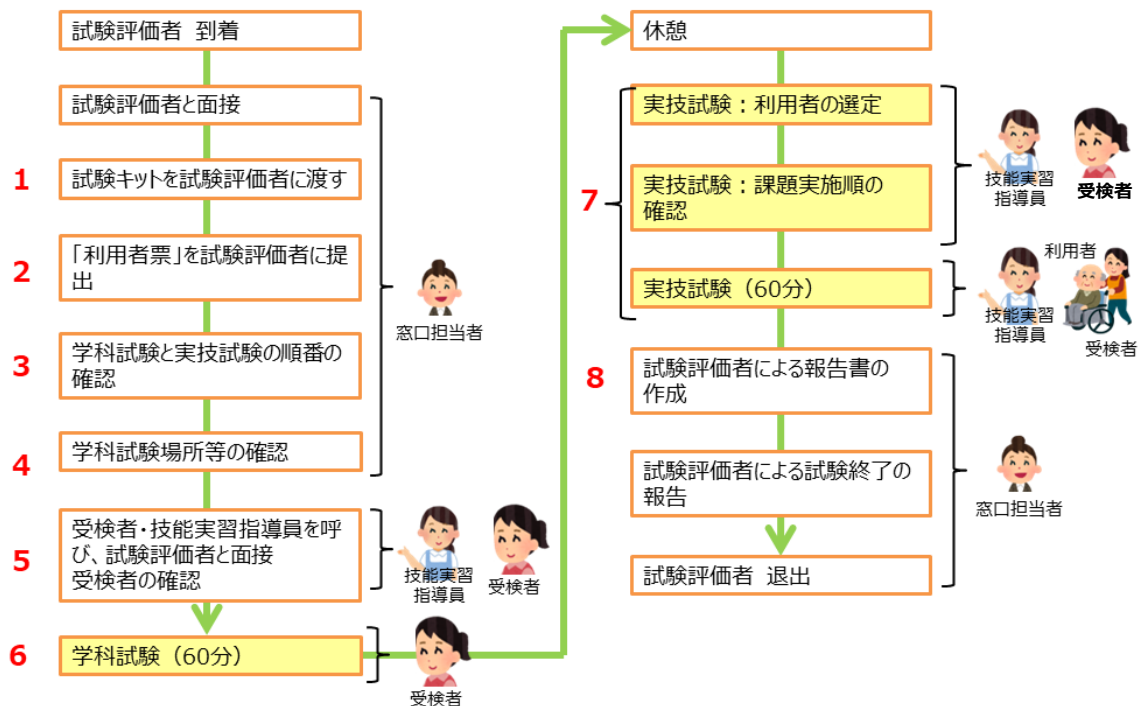 試験評価者 到着
試験評価者と面接
1
試験キットを試験評価者に渡す
2
「利用者票」を試験評価者に提
出
3
学科試験と実技試験の順番の
確認
4
学科試験場所等の確認
窓口担当者
5
受検者・技能実習指導員を呼
び、試験評価者と面接
受検者の確認
技能実習
指導員
受検者
6
学科試験（60分）
受検者
休憩
7
実技試験：利用者の選定
実技試験：課題実施順の
確認
技能実習
指導員
受検者
実技試験（60分）
利用者
技能実習
指導員
受検者
8
試験評価者による報告書の
作成
試験評価者による試験終了の
報告
試験評価者 退出
窓口担当者